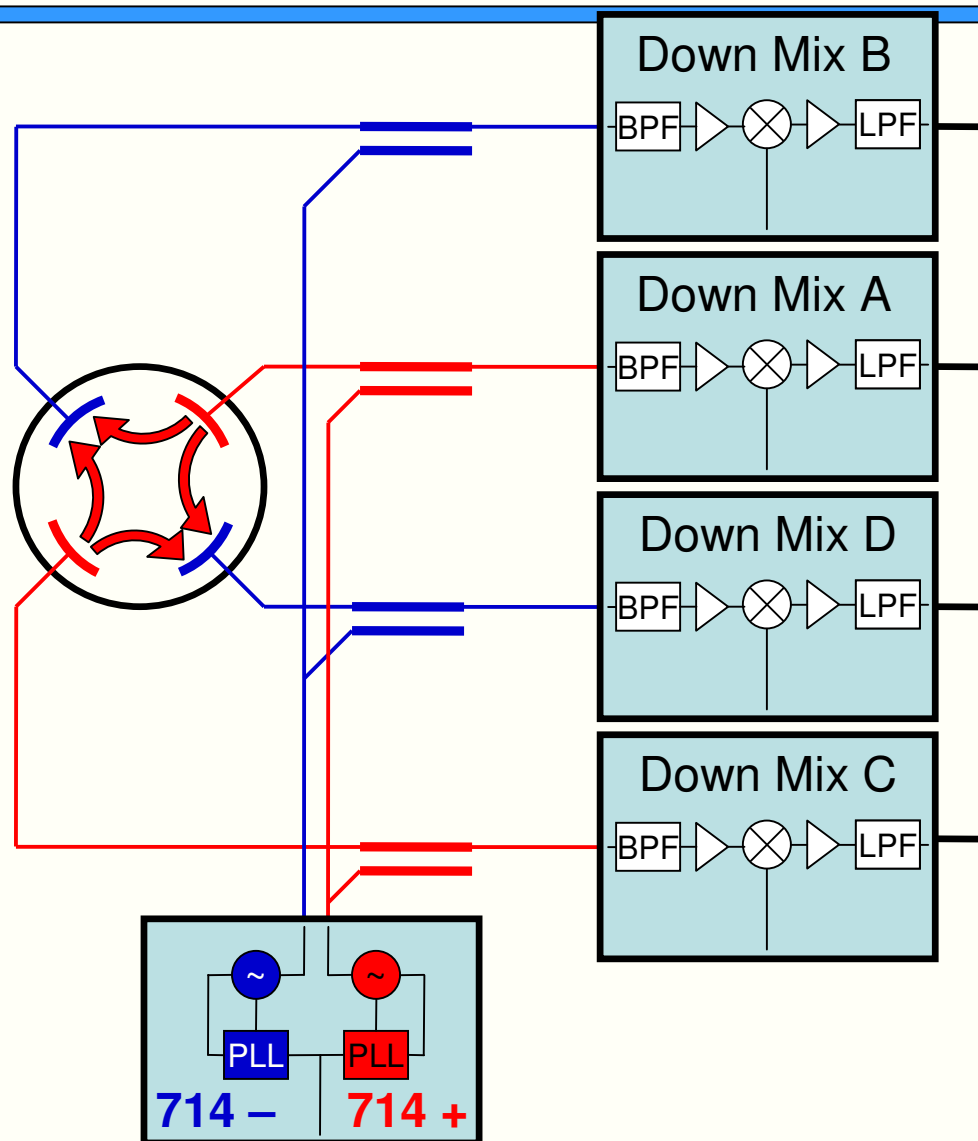 Down Mix B
BPF
LPF
Down Mix A
BPF
LPF
Down Mix D
BPF
LPF
Down Mix C
BPF
LPF
~ ~
PLL PLL
714 – 714 +